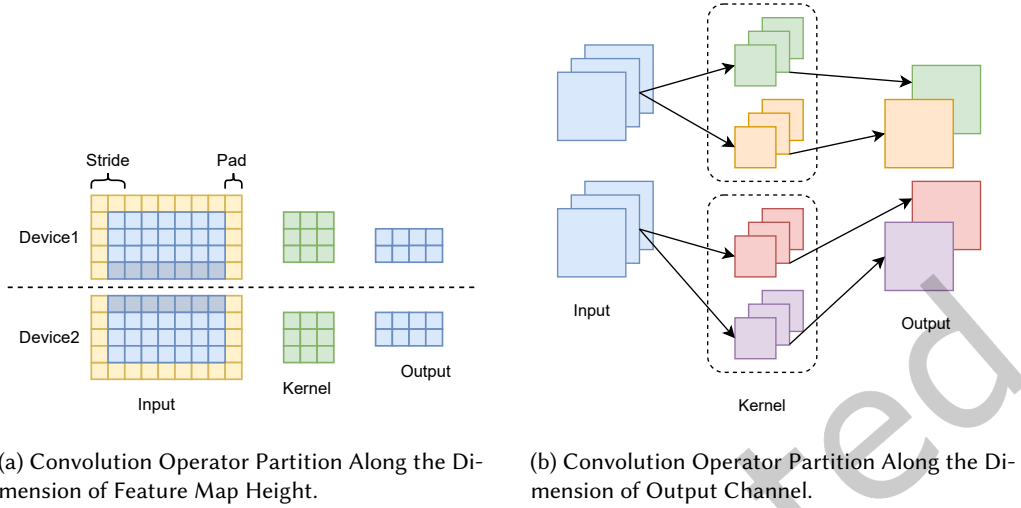 Stride
Pad
Device1
Device2
Input
Kernel
Output
Input
Kernel
Output
(a) Convolution Operator Partition Along the Di-
mension of Feature Map Height.
(b) Convolution Operator Partition Along the Di-
mension of Output Channel.
ted